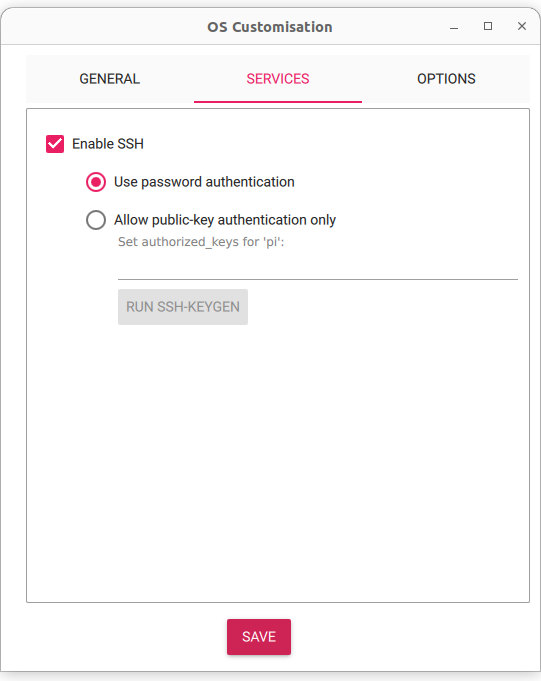 OS Customisation
GENERAL
SERVICES
OPTIONS
Enable SSH
Use password authentication
Allow public-key authentication only
Set authorized_keys for 'pi':
RUN SSH-KEYGEN
SAVE